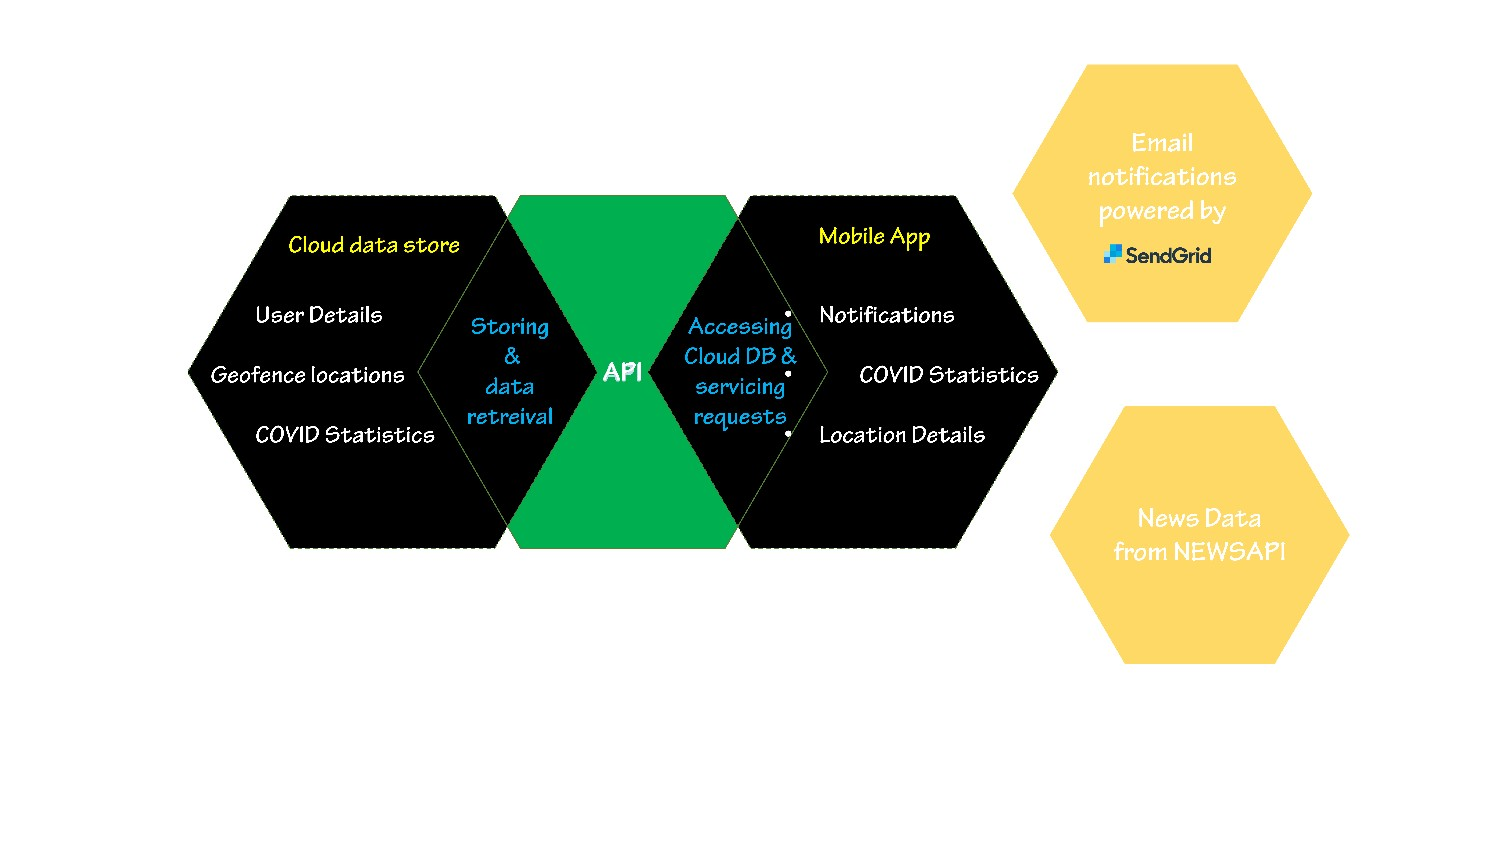 Cloud data store
User Details
Geofence locations
COVID Statistics
Storing
&
data
retreival
API
Accessing
Cloud DB &
servicing
requests
Mobile App
• Notifications
• COVID Statistics
• Location Details
Email
notifications
powered by
SendGrid
News Data
from NEWSAPI